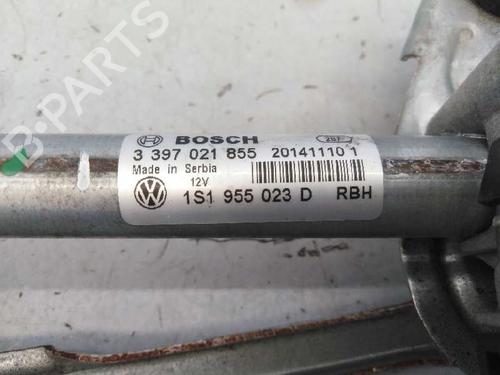 BOSCH
3 397 021 855 20141110 1
Made in Serbia
12V
1S1 955 023 D RBH
B-PARTS